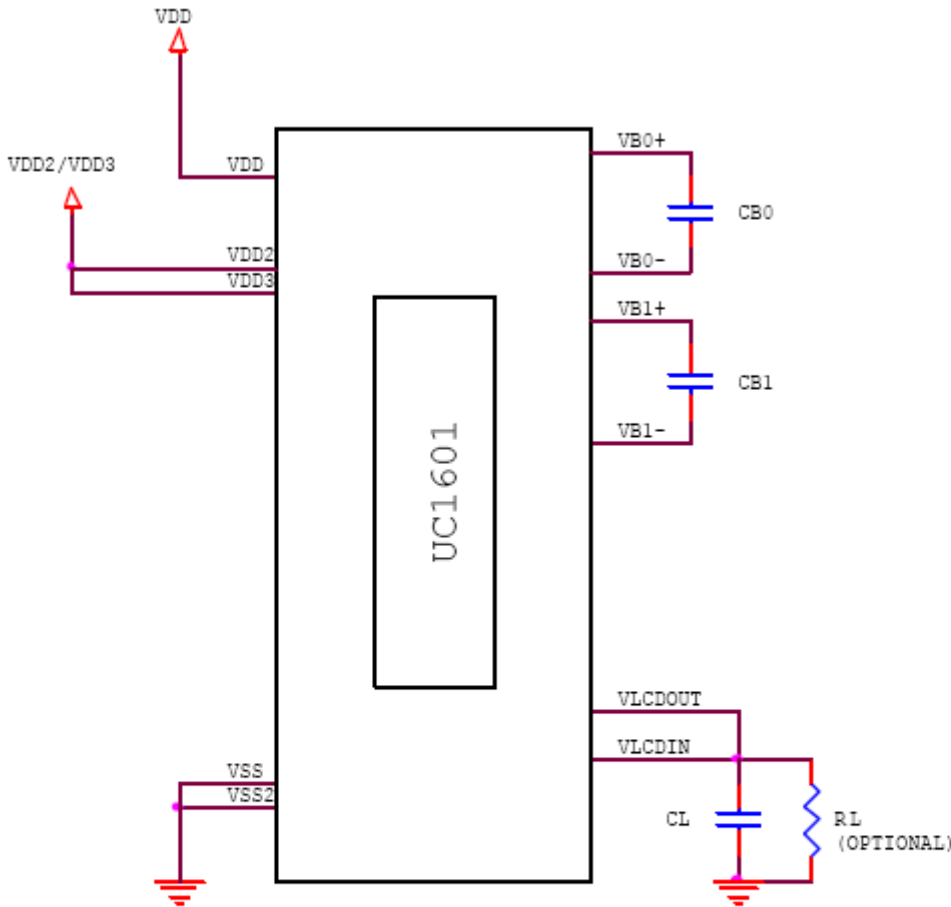 VDD
VDD2/VDD3
VDD
VDD2
VDD3
VB0+
CB0
VB0-
VB1+
CB1
VB1-
UC1601
VLCDOUT
VLCDIN
VSS
VSS2
CL
RL
(OPTIONAL)